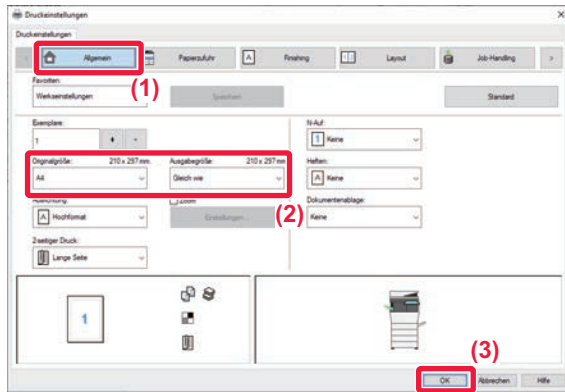 Druckeinstellungen
Druckeinstellungen
Allgemein Papierzufuhr Finishing Layout Job-Handling
Favoriten:
(1)
Werkseinstellungen Speichern Standard
Exemplare: N-Auf:
1 + - 1 Keine
Originalgröße: 210 x 297 mm. Ausgabegröße: 210 x 297 mm Heften:
A4 Gleich wie A Keine
Ausrichtung: Zoom Dokumentenablage:
(2)
A Hochformat Einstellungen... Keine
2-seitiger Druck:
Lange Seite
1
(3)
OK Abbrechen Hilfe